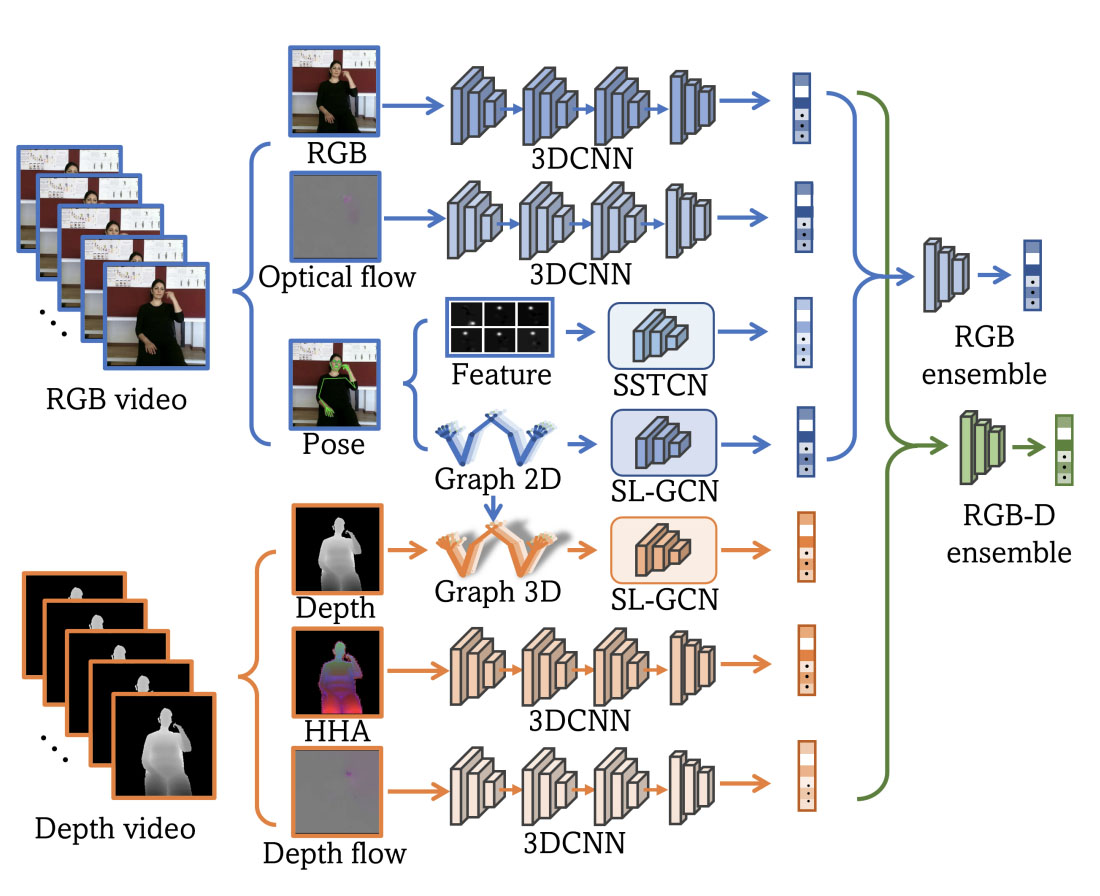 RGB
3DCNN
Optical flow
3DCNN
RGB video
Feature
SSTCN
RGB
ensemble
Pose
Graph 2D
SL-GCN
RGB-D
ensemble
Depth
Graph 3D
SL-GCN
HHA
3DCNN
Depth video
Depth flow
3DCNN